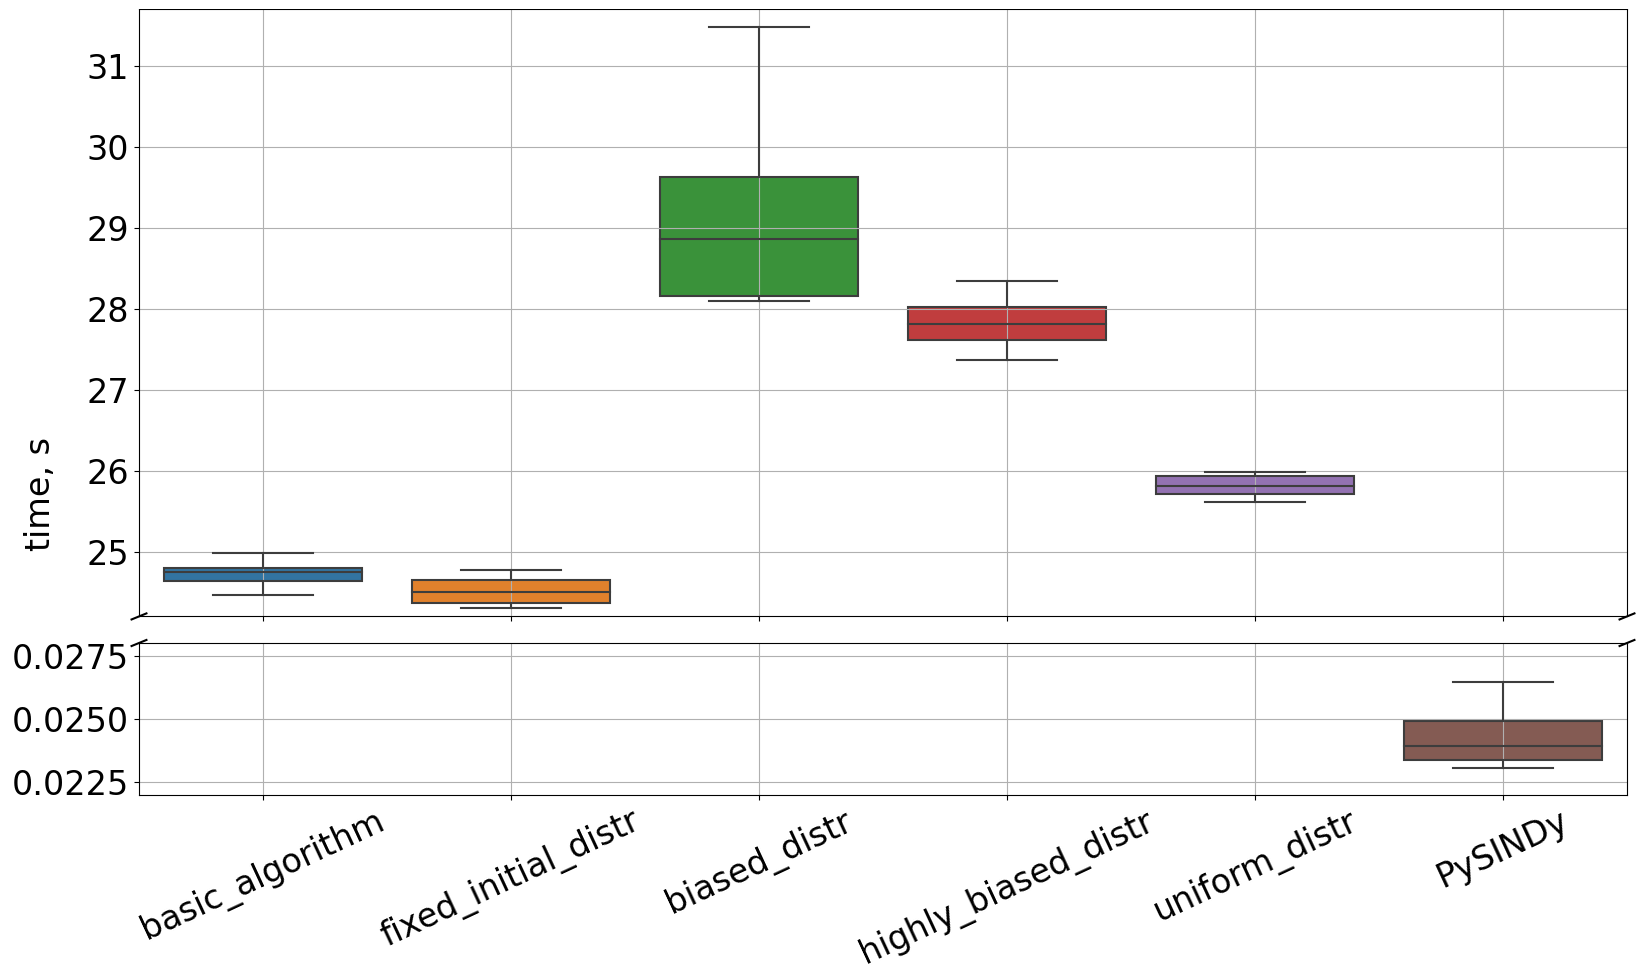 31
30
29
28
27
26
25
time, s
0.0275
0.0250
0.0225
basic_algorithm
fixed_initial_distr
biased_distr
highly_biased_distr
uniform_distr
PySINDy